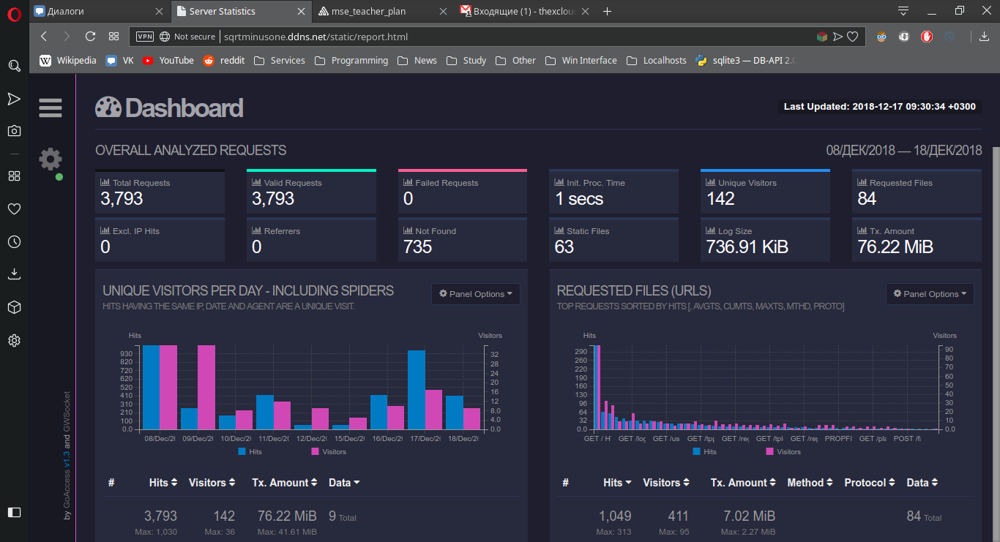 Диалоги
Server Statistics
mse_teacher_plan
Входящие (1) - thexclou
VPN Not secure sqrtminusone.ddns.net/static/report.html
W Wikipedia VK YouTube reddit Services Programming News Study Other Win Interface Localhosts sqlite3 — DB-API 2.0
Dashboard
Last Updated: 2018-12-17 09:30:34 +0300
OVERALL ANALYZED REQUESTS
08/ДЕК/2018 — 18/ДЕК/2018
Total Requests
3,793
Valid Requests
3,793
Failed Requests
0
Init. Proc. Time
1 secs
Unique Visitors
142
Requested Files
84
Excl. IP Hits
0
Referrers
0
Not Found
735
Static Files
63
Log Size
736.91 KiB
Tx. Amount
76.22 MiB
UNIQUE VISITORS PER DAY - INCLUDING SPIDERS
Panel Options
HITS HAVING THE SAME IP, DATE AND AGENT ARE A UNIQUE VISIT.
Hits
Visitors
930
820
720
620
520
410
310
210
100
0.0
32
28
24
20
16
12
8.0
4.0
0.0
08/Dec/20 09/Dec/20 10/Dec/20 11/Dec/20 12/Dec/20 15/Dec/20 16/Dec/20 17/Dec/20 18/Dec/20
Hits Visitors
# Hits Visitors Tx. Amount Data
3,793 142 76.22 MiB 9 Total
Max: 1,030 Max: 36 Max: 41.61 MiB
REQUESTED FILES (URLS)
Panel Options
TOP REQUESTS SORTED BY HITS [, AVGTS, CUMTS, MAXTS, MTHD, PROTO]
Hits
Visitors
290
260
220
190
160
130
96
64
32
0.0
90
80
70
60
50
40
30
20
10
0.0
GET / H GET /log GET /us GET /tpp GET /rep GET /tpl GET /rep PROPFI GET /pla POST /fa
Hits Visitors
# Hits Visitors Tx. Amount Method Protocol Data
1,049 411 7.02 MiB 84 Total
Max: 313 Max: 95 Max: 2.27 MiB
by GoAccess v1.3 and GWSocket